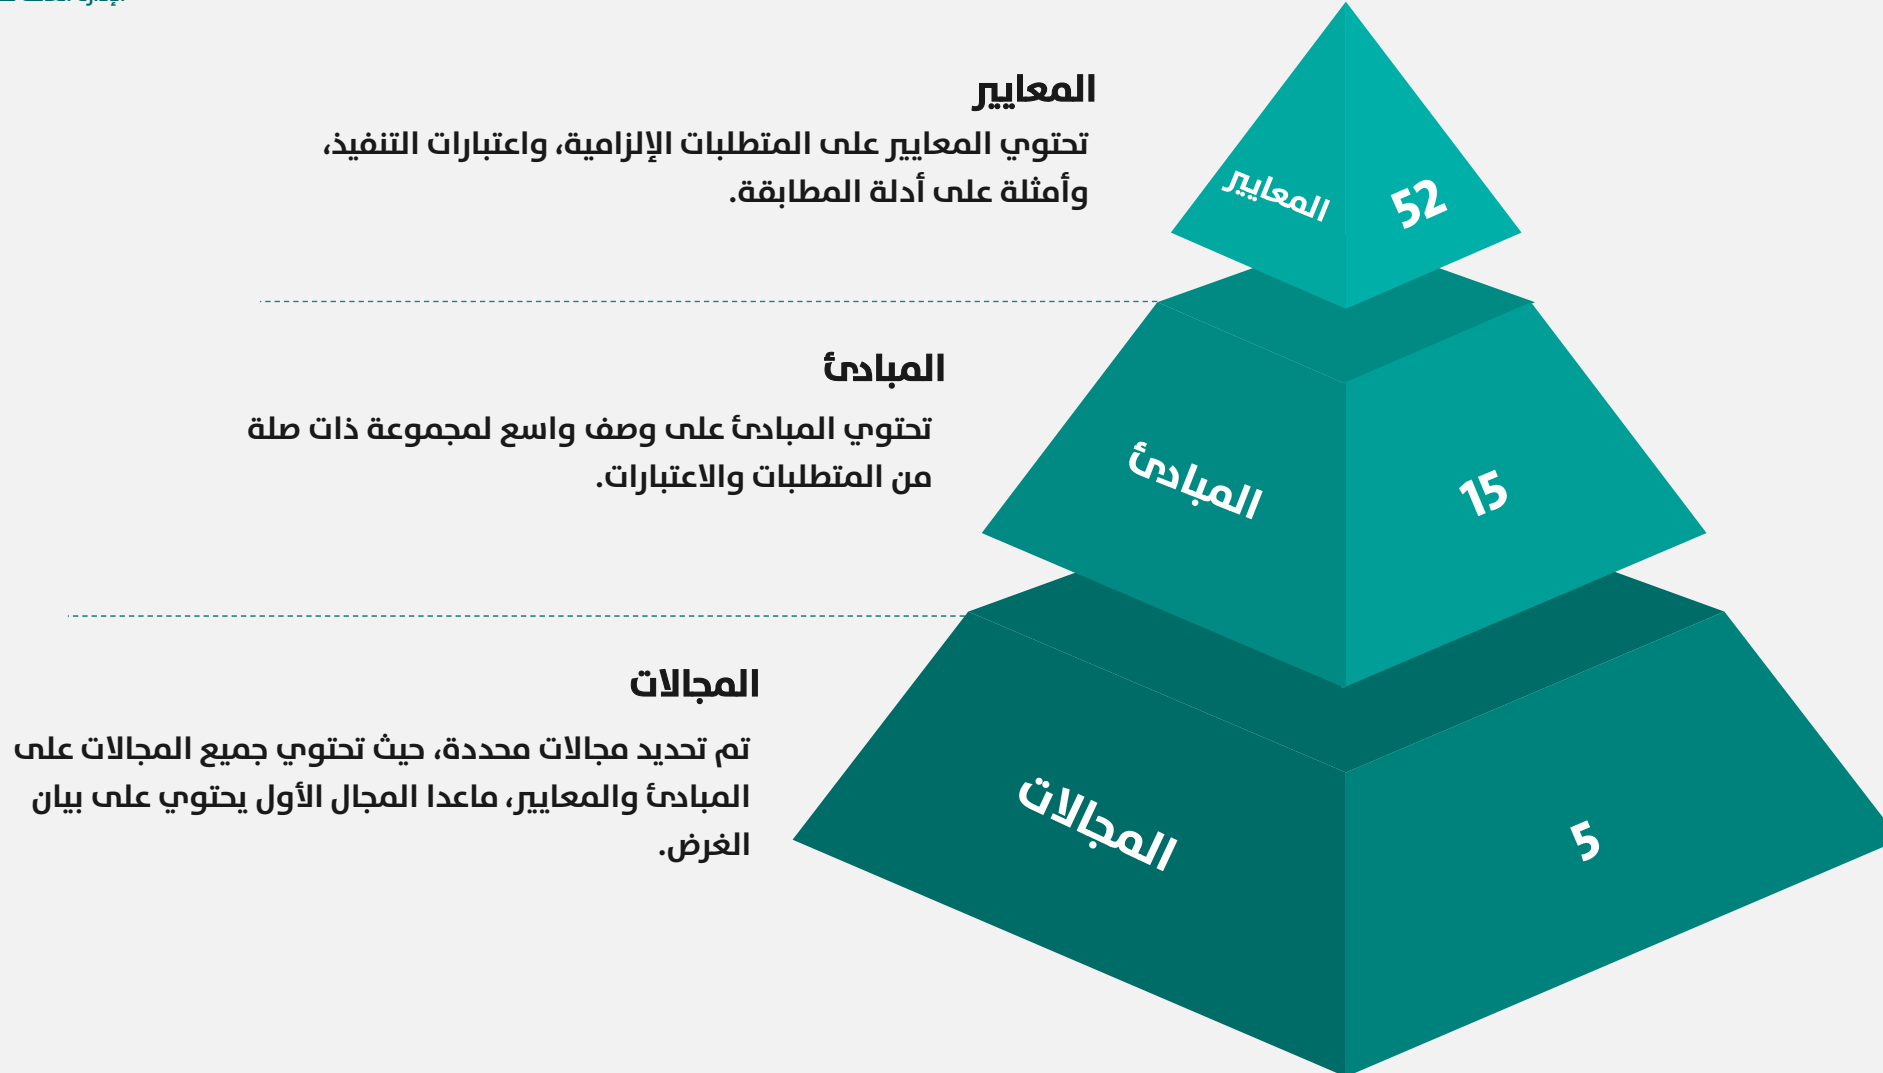 المعايير
تحتوي المعايير على المتطلبات الإلزامية، واعتبارات التنفيذ،
وأمثلة على أدلة المطابقة.
المعايير
52
المبادئ
تحتوي المبادئ على وصف واسع لمجموعة ذات صلة
من المتطلبات والاعتبارات.
المبادئ
15
المجالات
تم تحديد مجالات محددة، حيث تحتوي جميع المجالات على
المبادئ والمعايير، ماعدا المجال الأول يحتوي على بيان
الغرض.
المجالات
5